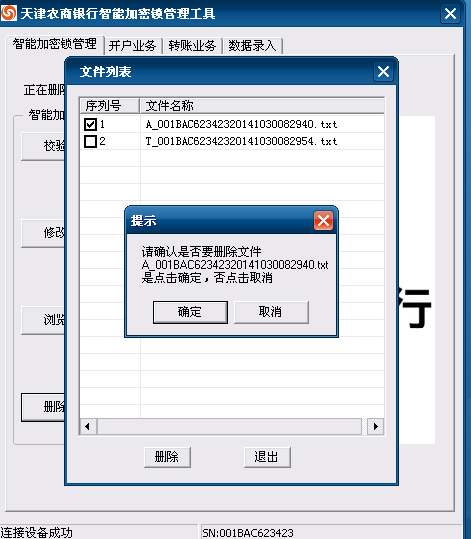 天津农商银行智能加密锁管理工具
智能加密锁管理 开户业务 转账业务 数据录入
文件列表
正在删除
序列号 文件名称
智能加
1 A_001BAC62342320141030082940.txt
校验
2 T_001BAC62342320141030082954.txt
提示
修改
请确认是否要删除文件
A_001BAC62342320141030082940.txt
是点击确定，否点击取消
确定 取消
浏览
行
删除
删除 退出
连接设备成功 SN:001BAC623423